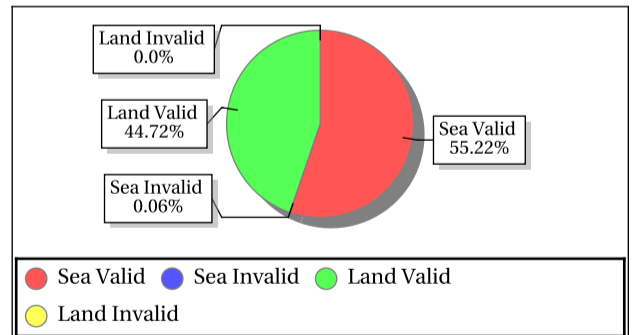 Land Invalid
0.0%
Land Valid
44.72%
Sea Valid
55.22%
Sea Invalid
0.06%
Sea Valid Sea Invalid Land Valid
Land Invalid